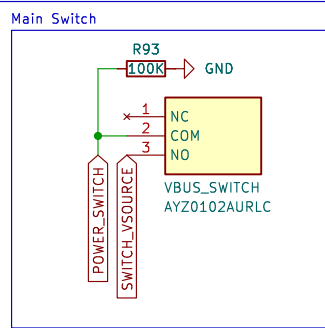 Main Switch
R93
100K
GND
1
NC
2
COM
3
NO
POWER_SWITCH
SWITCH_VSOURCE
VBUS_SWITCH
AYZ0102AURLC